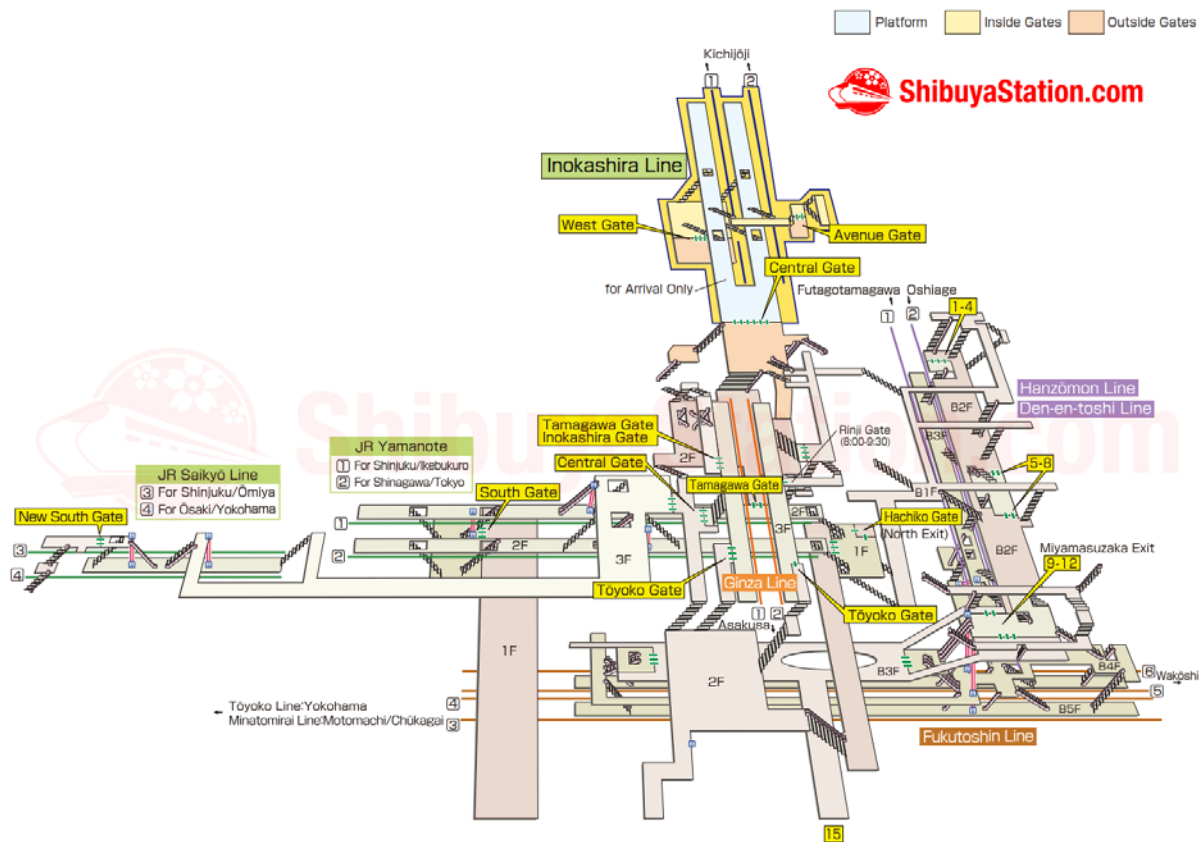 Platform
Inside Gates
Outside Gates
ShibuyaStation.com
Kichijōji
1
2
Inokashira Line
West Gate
Avenue Gate
Central Gate
for Arrival Only
Futagotamagawa
Oshiage
1
2
1-4
Hanzōmon Line
Den-en-toshi Line
B2F
B3F
ShibuyaStation.com
Tamagawa Gate
Inokashira Gate
Rinji Gate
(8:00-9:30)
2F
JR Yamanote
1 For Shinjuku/Ikebukuro
2 For Shinagawa/Tokyo
Central Gate
Tamagawa Gate
5-8
JR Saikyō Line
3 For Shinjuku/Ōmiya
4 For Ōsaki/Yokohama
South Gate
B1F
New South Gate
1
2F
3F
2F
Hachiko Gate
(North Exit)
1F
2
3F
B2F
Miyamasuzaka Exit
3
4
9-12
Tōyoko Gate
Ginza Line
Tōyoko Gate
1
2
Asakusa
1F
2F
B3F
B4F
6
Wakōshi
5
Tōyoko Line:Yokohama
4
Minatomirai Line:Motomachi/Chūkagai
3
B5F
Fukutoshin Line
15